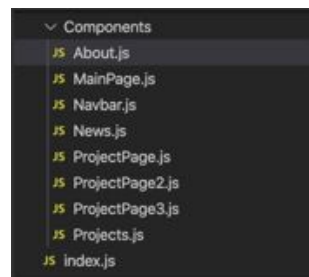 Components
JS About.js
JS MainPage.js
JS Navbar.js
JS News.js
JS ProjectPage.js
JS ProjectPage2.js
JS ProjectPage3.js
JS Projects.js
JS index.js